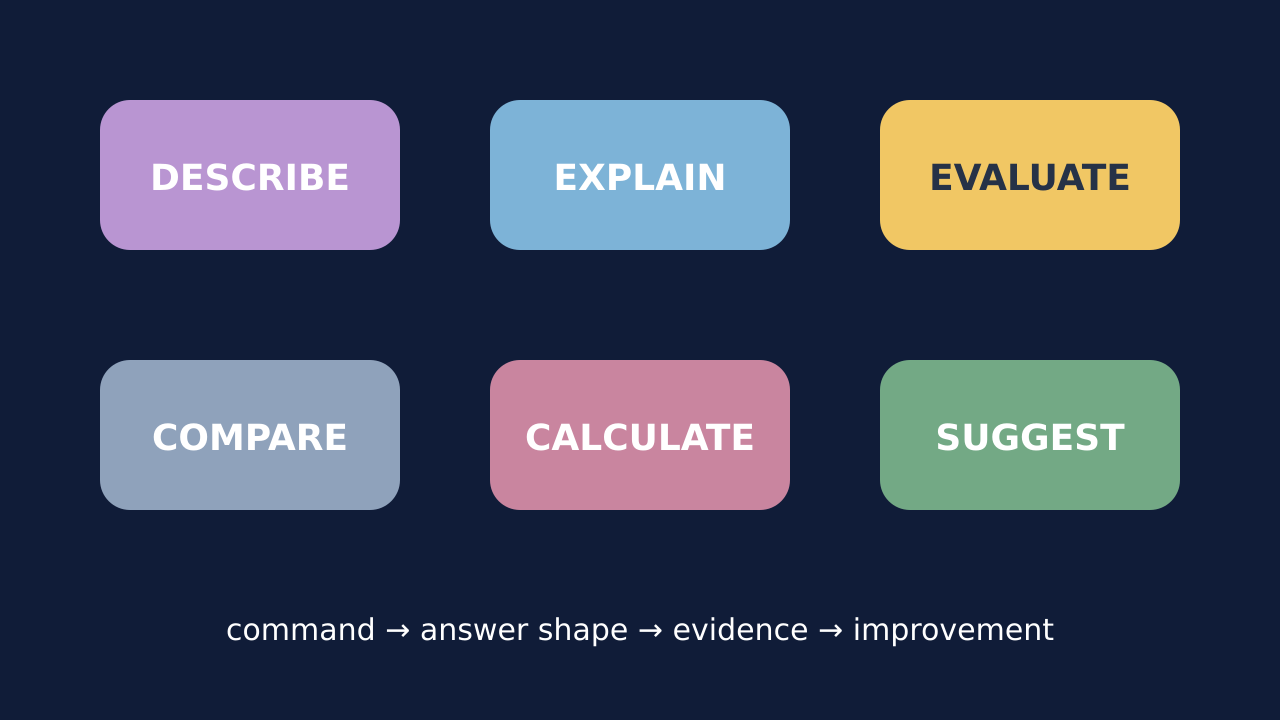 DESCRIBE
EXPLAIN
EVALUATE
COMPARE
CALCULATE
SUGGEST
command → answer shape → evidence → improvement